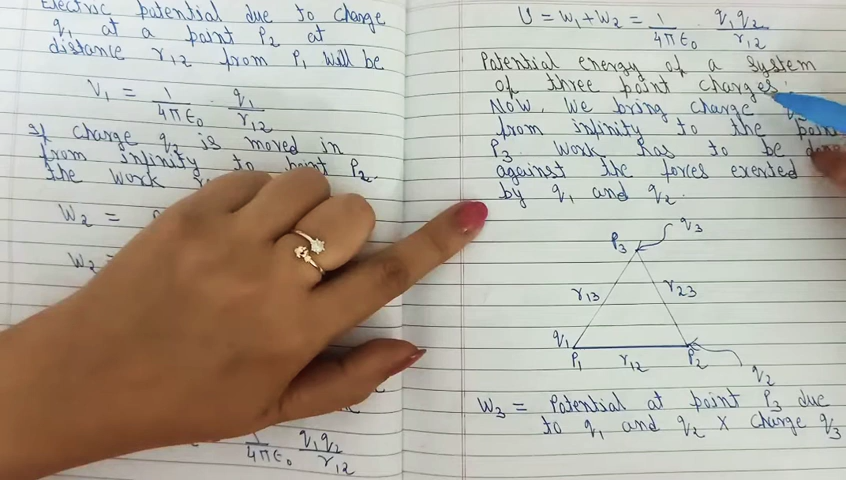 Electric potential due to charge
q₁ at a point P₂ at
distance r₁₂ from P₁ will be
V₁ = 1/4πε₀ · q₁/r₁₂
If charge q₂ is moved in
from infinity to point P₂.
the work
W₂ =
W₂ =
1/4πε₀ q₁q₂/r₁₂
U = W₁ + W₂ = 1/4πε₀ · q₁q₂/r₁₂
Potential energy of a system
of three point charges:
Now, we bring charge
from infinity to the point
P₃. Work has to be done
against the forces exerted
by q₁ and q₂.
q₃
P₃
r₁₃ r₂₃
q₁
P₁ r₁₂ P₂
q₂
W₃ = Potential at point P₃ due
to q₁ and q₂ X charge q₃